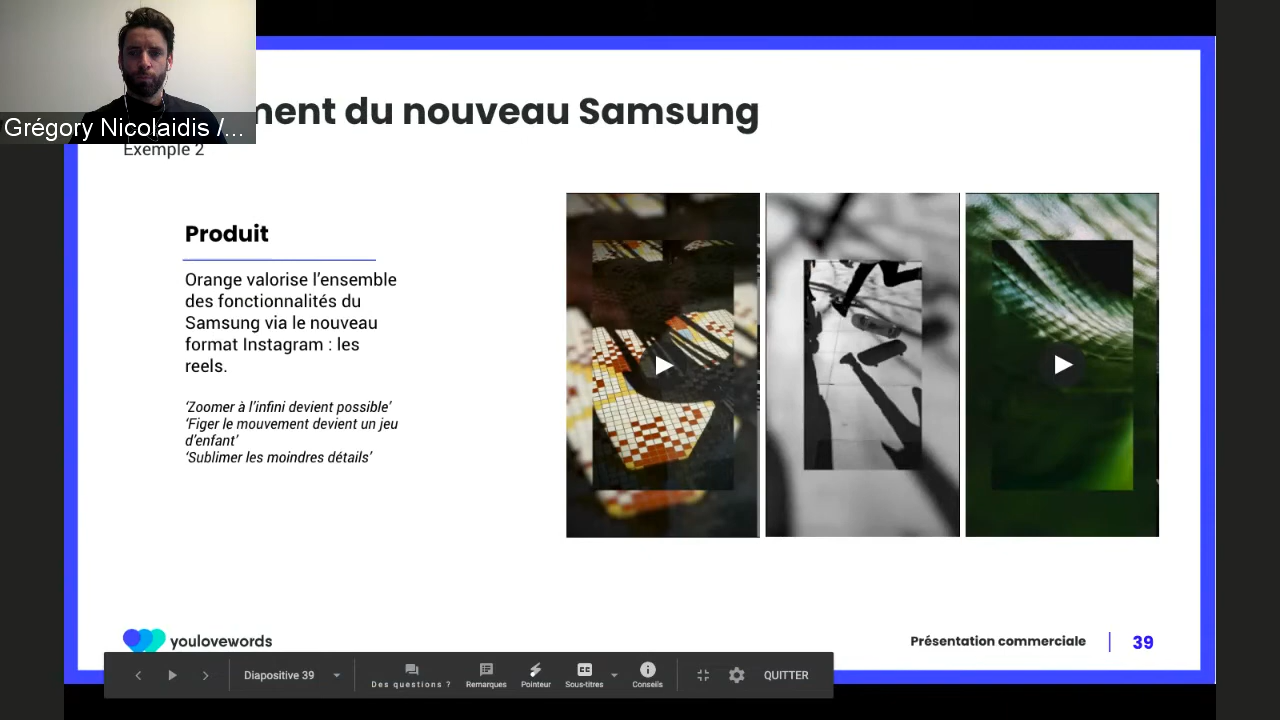 Grégory Nicolaidis /...
ment du nouveau Samsung
Exemple 2
Produit
Orange valorise l’ensemble
des fonctionnalités du
Samsung via le nouveau
format Instagram : les
reels.
‘Zoomer à l’infini devient possible’
‘Figer le mouvement devient un jeu
d’enfant’
‘Sublimer les moindres détails’
youlovewords
Présentation commerciale
39
Diapositive 39
Des questions ?
Remarques
Pointeur
CC
Sous-titres
Conseils
QUITTER